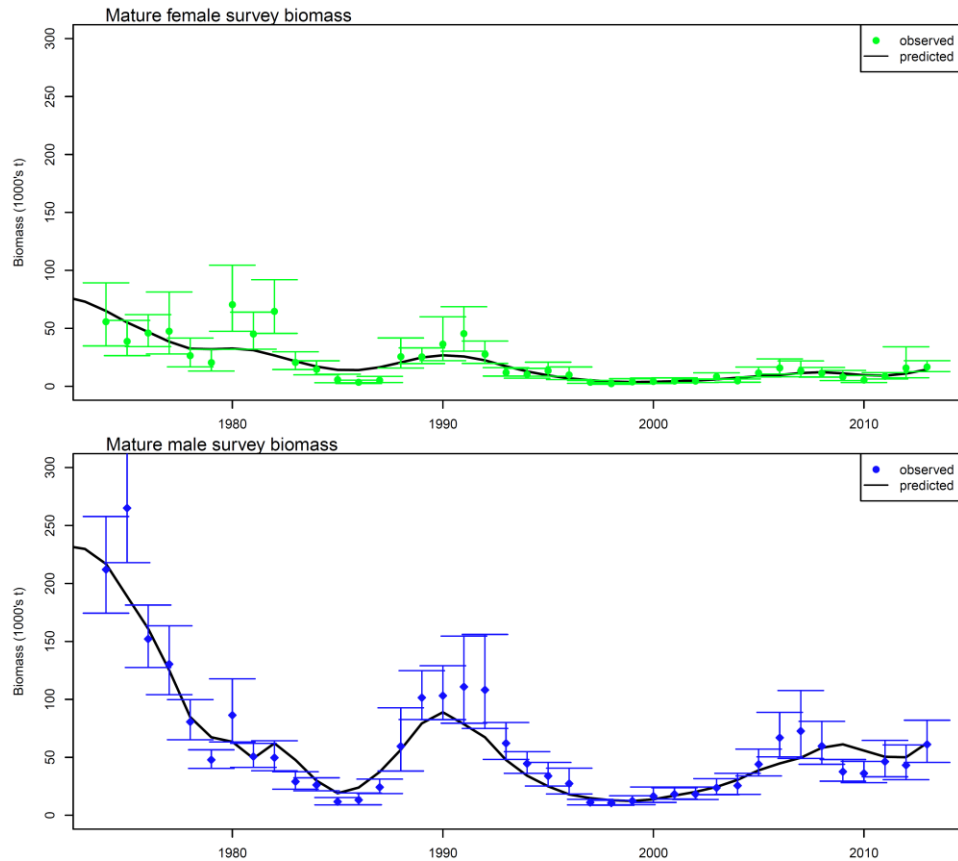 Mature female survey biomass
300
250
200
150
100
50
0
Biomass (1000's t)
observed
predicted
1980
1990
2000
2010
Mature male survey biomass
300
250
200
150
100
50
0
Biomass (1000's t)
observed
predicted
1980
1990
2000
2010